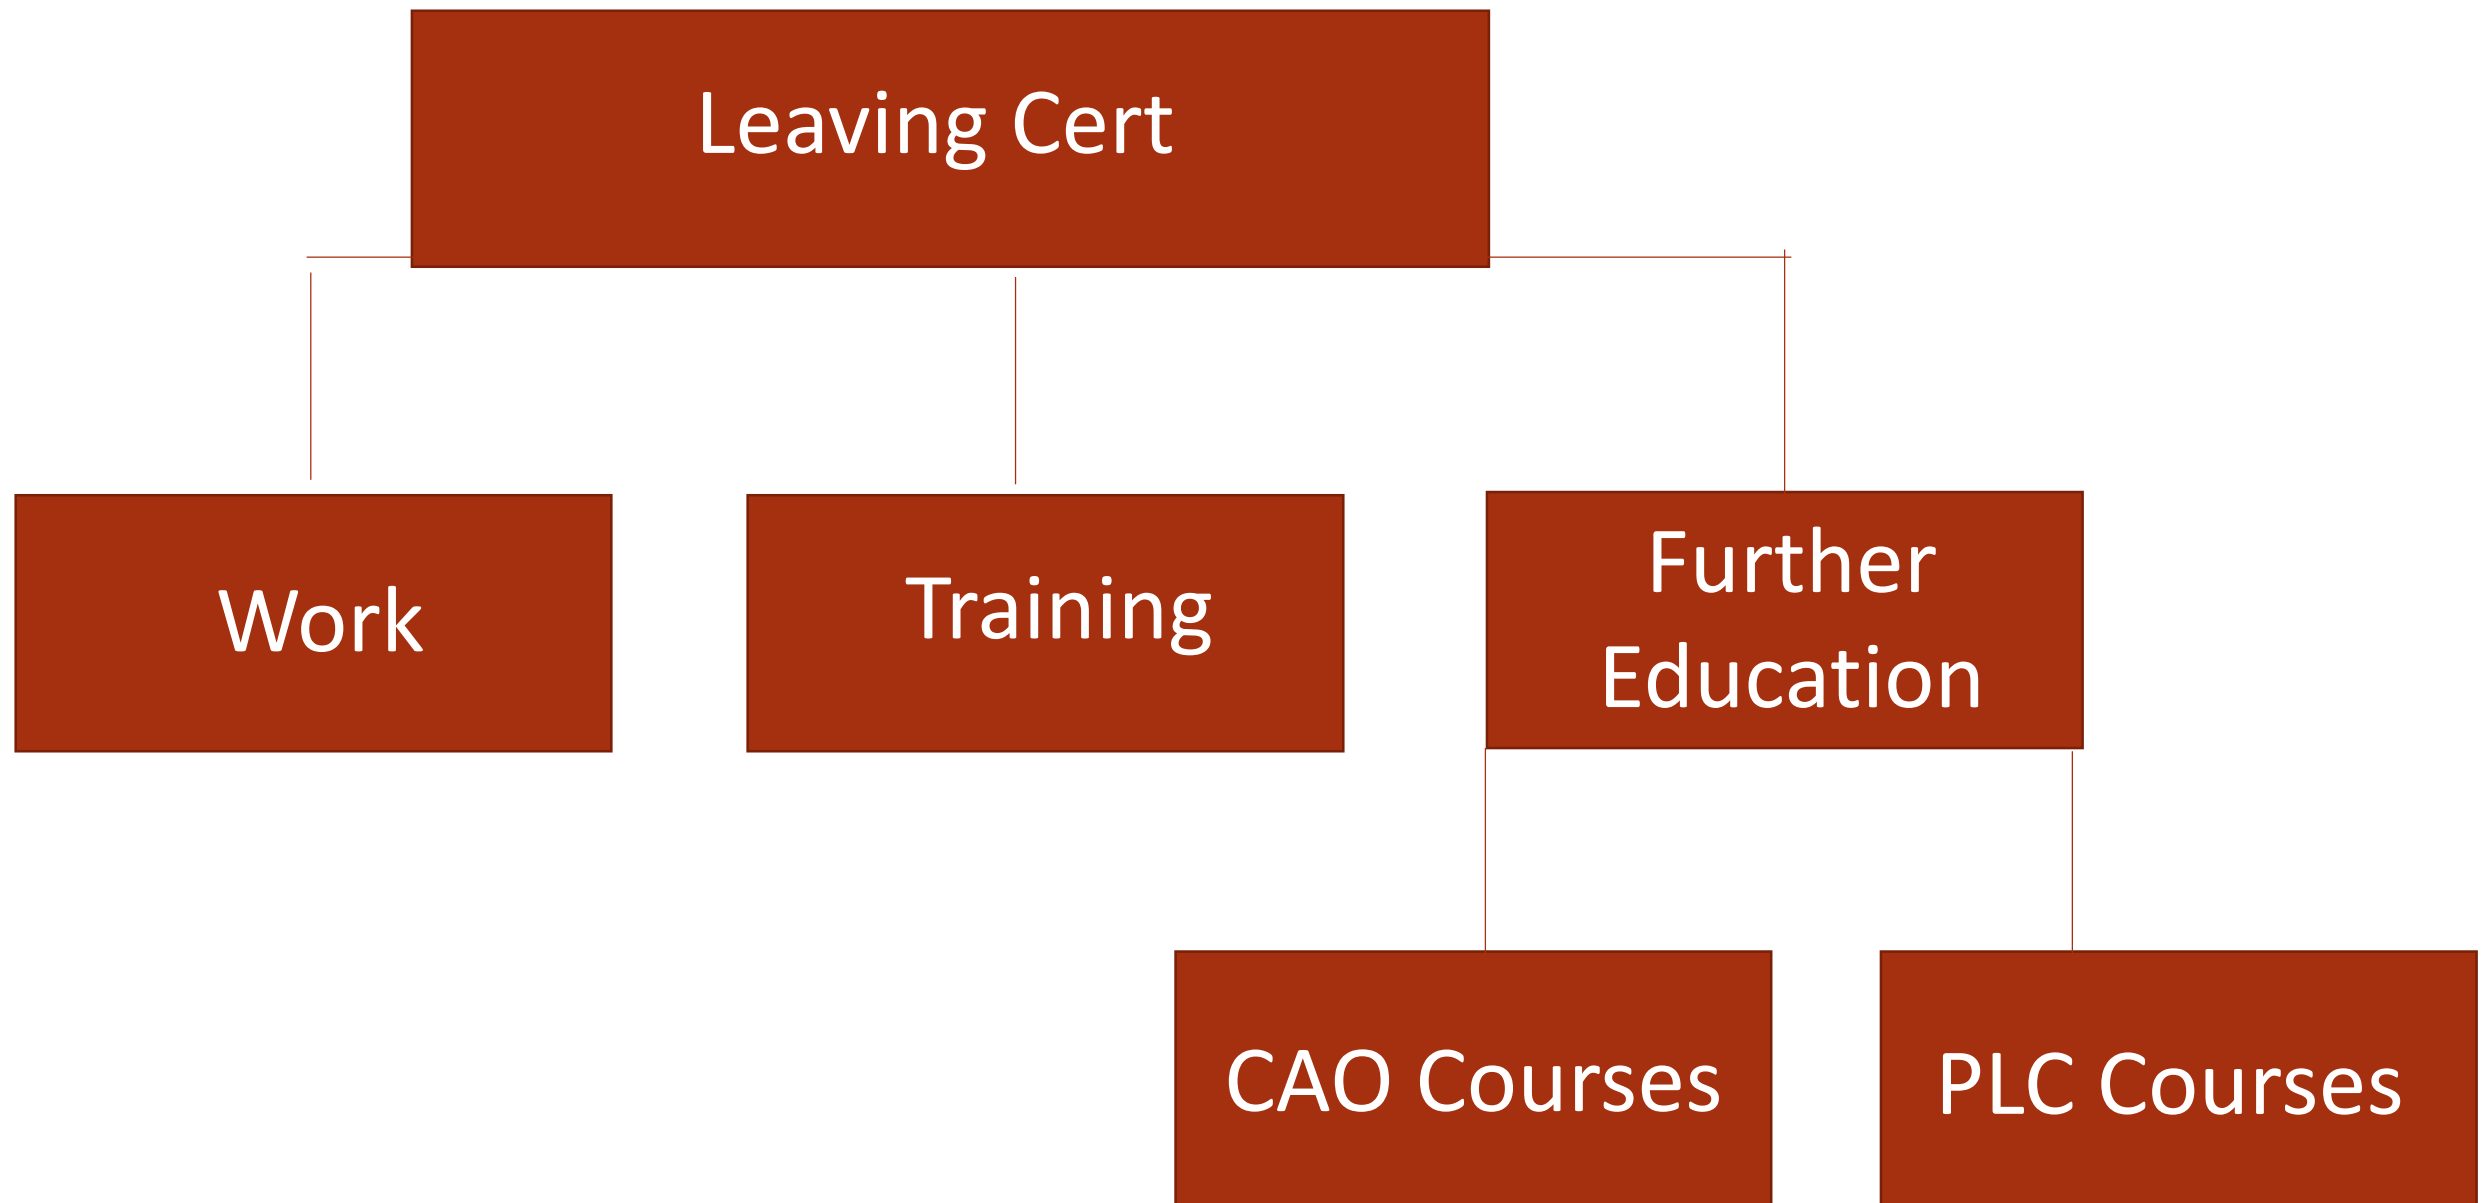 Leaving Cert
Work
Training
Further
Education
CAO Courses
PLC Courses